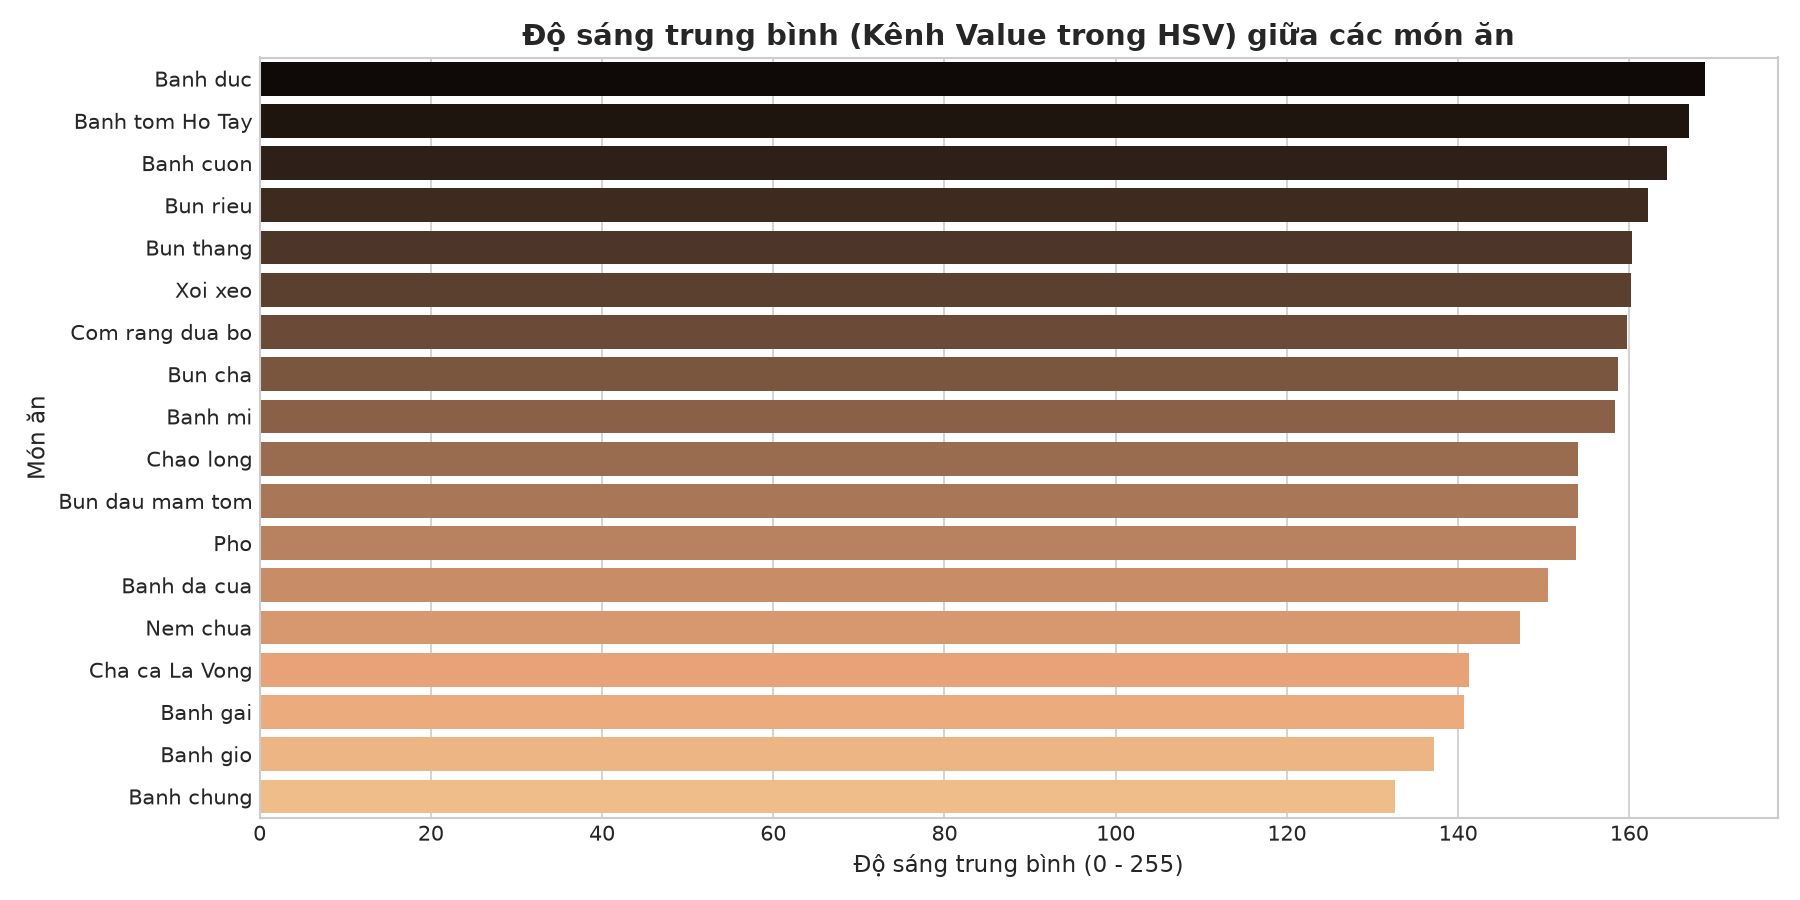 Độ sáng trung bình (Kênh Value trong HSV) giữa các món ăn
Món ăn
Banh duc
Banh tom Ho Tay
Banh cuon
Bun rieu
Bun thang
Xoi xeo
Com rang dua bo
Bun cha
Banh mi
Chao long
Bun dau mam tom
Pho
Banh da cua
Nem chua
Cha ca La Vong
Banh gai
Banh gio
Banh chung
0 20 40 60 80 100 120 140 160
Độ sáng trung bình (0 - 255)